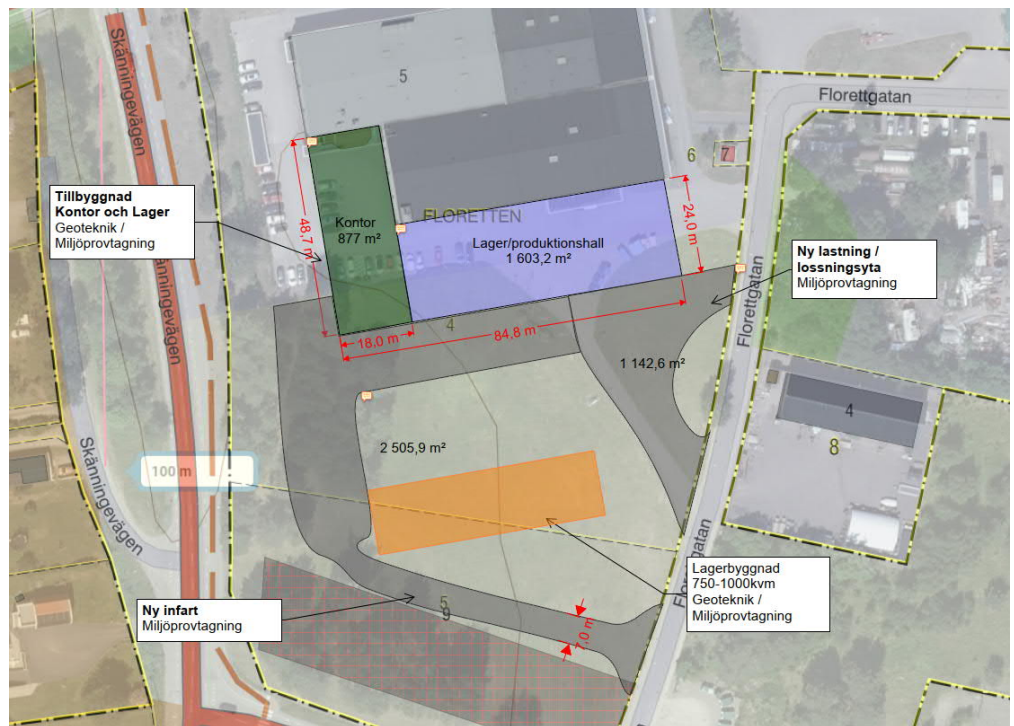 Skänningevägen
5
Florettgatan
6
7
Tillbyggnad
Kontor och Lager
Geoteknik /
Miljöprovtagning
48,7 m
Kontor
877 m²
FLORETTEN
Lager/produktionshall
1 603,2 m²
24,0 m
Ny lastning /
lossningsyta
Miljöprovtagning
Skänningevägen
Florettgatan
4
18,0 m
84,8 m
1 142,6 m²
4
8
2 505,9 m²
100 m
Skänningevägen
Florettgatan
Lagerbyggnad
750-1000kvm
Geoteknik /
Miljöprovtagning
Ny infart
Miljöprovtagning
5
9
7,0 m